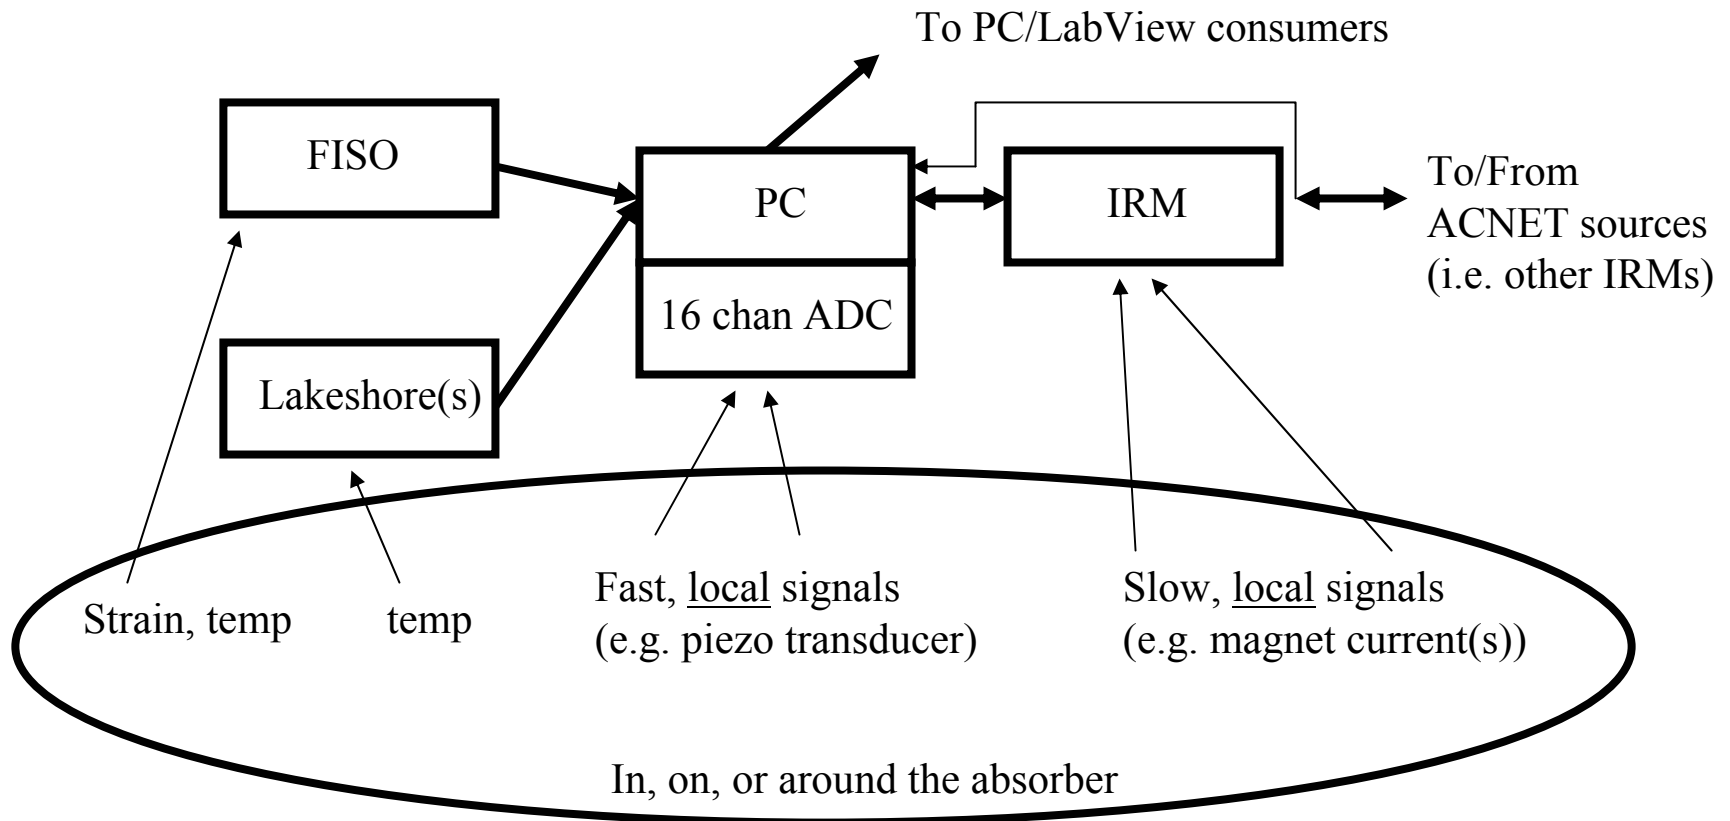 To PC/LabView consumers
FISO
PC
IRM
To/From
ACNET sources
(i.e. other IRMs)
16 chan ADC
Lakeshore(s)
Strain, temp
temp
Fast, local signals
(e.g. piezo transducer)
Slow, local signals
(e.g. magnet current(s))
In, on, or around the absorber